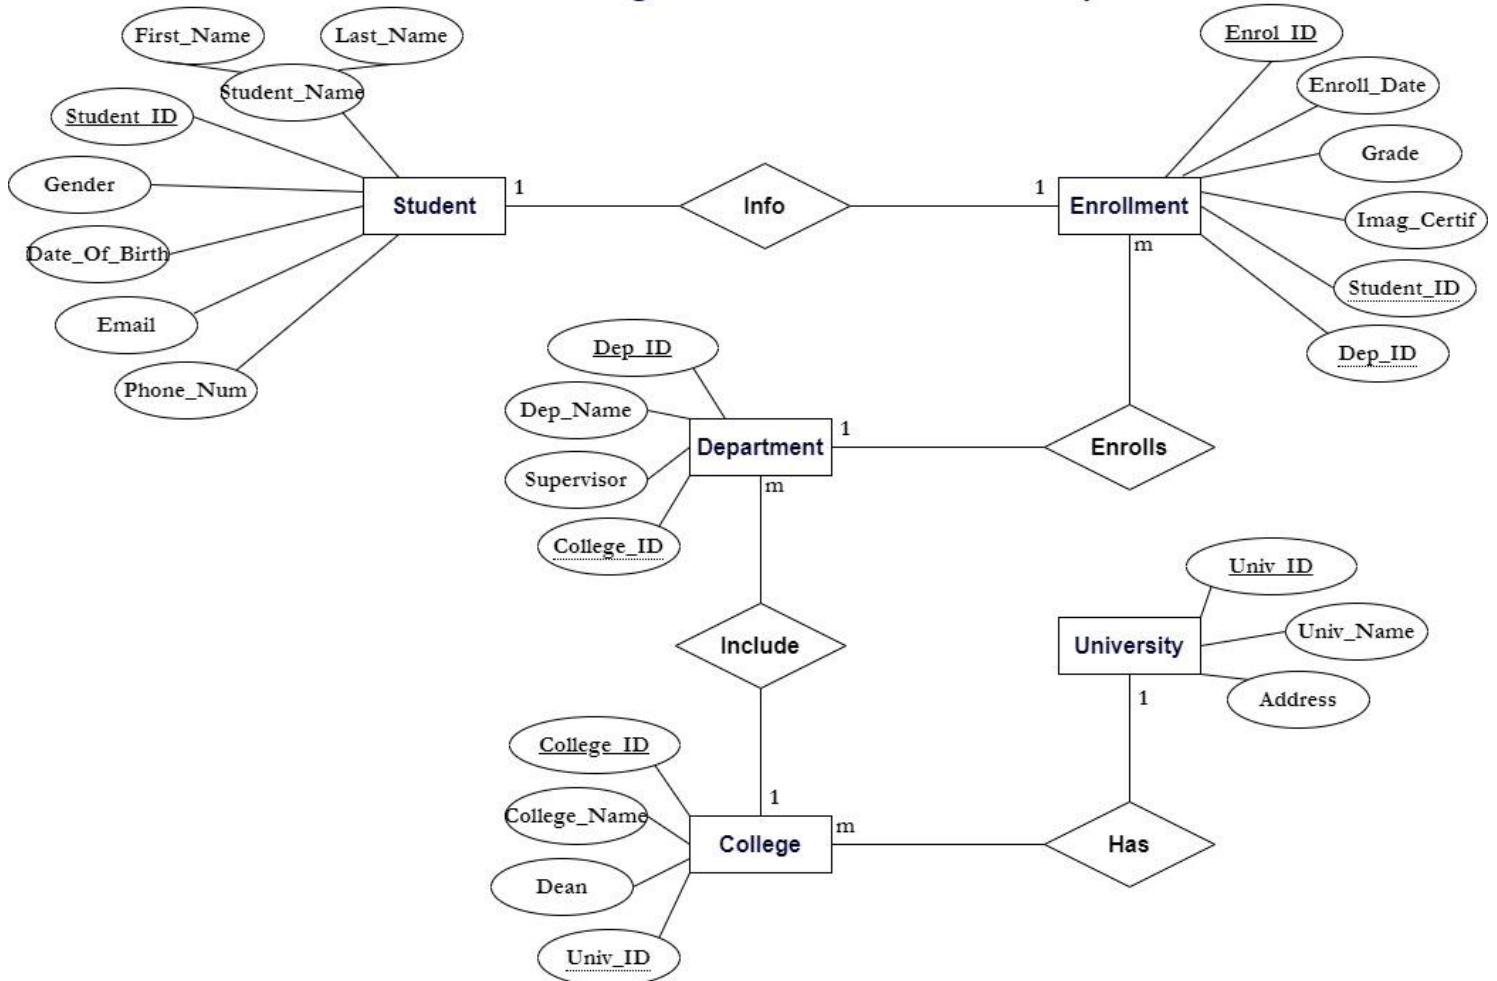 First_Name
Last_Name
Student_Name
Student_ID
Gender
Date_Of_Birth
Email
Phone_Num
Student
1
Info
1
Enrollment
m
Enrol_ID
Enroll_Date
Grade
Imag_Certif
Student_ID
Dep_ID
Dep_ID
Dep_Name
Supervisor
College_ID
Department
1
m
Enrolls
Include
Univ_ID
Univ_Name
Address
University
1
College_ID
College_Name
Dean
Univ_ID
1
College
m
Has